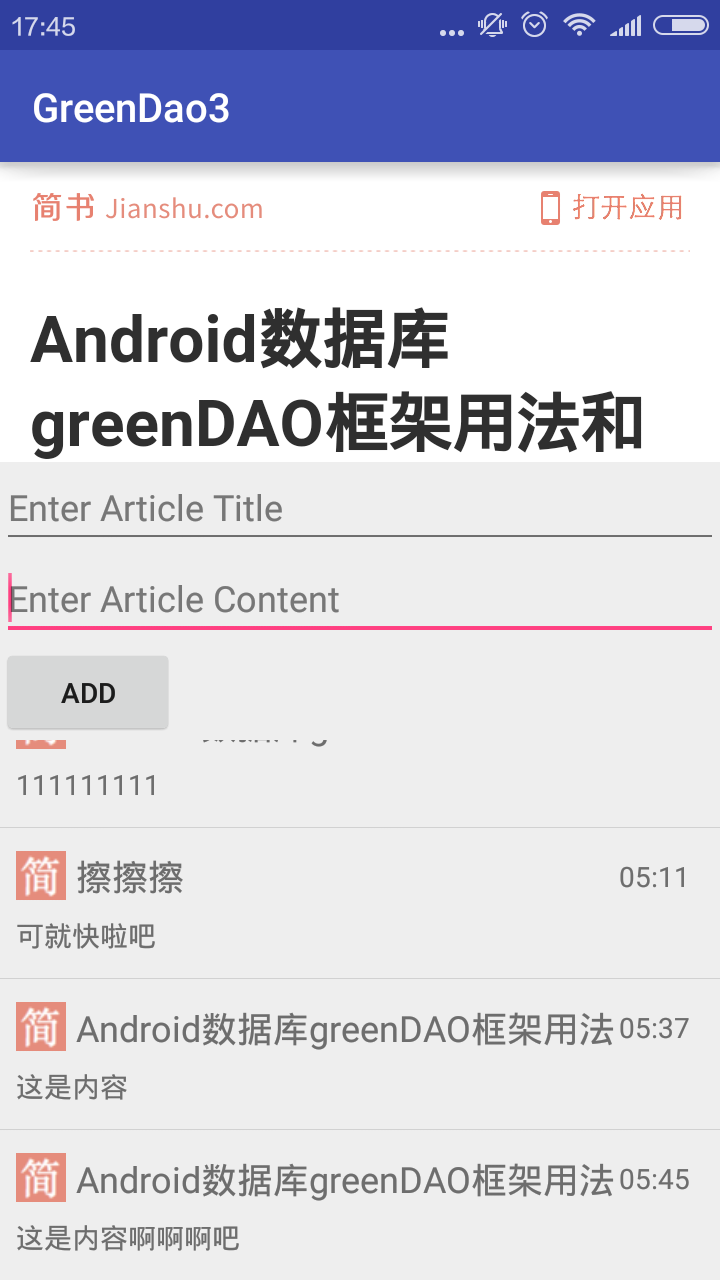 17:45
GreenDao3
简书 Jianshu.com
打开应用
Android数据库
greenDAO框架用法和
Enter Article Title
Enter Article Content
ADD
111111111
简 擦擦擦 05:11
可就快啦吧
简 Android数据库greenDAO框架用法 05:37
这是内容
简 Android数据库greenDAO框架用法 05:45
这是内容啊啊啊吧